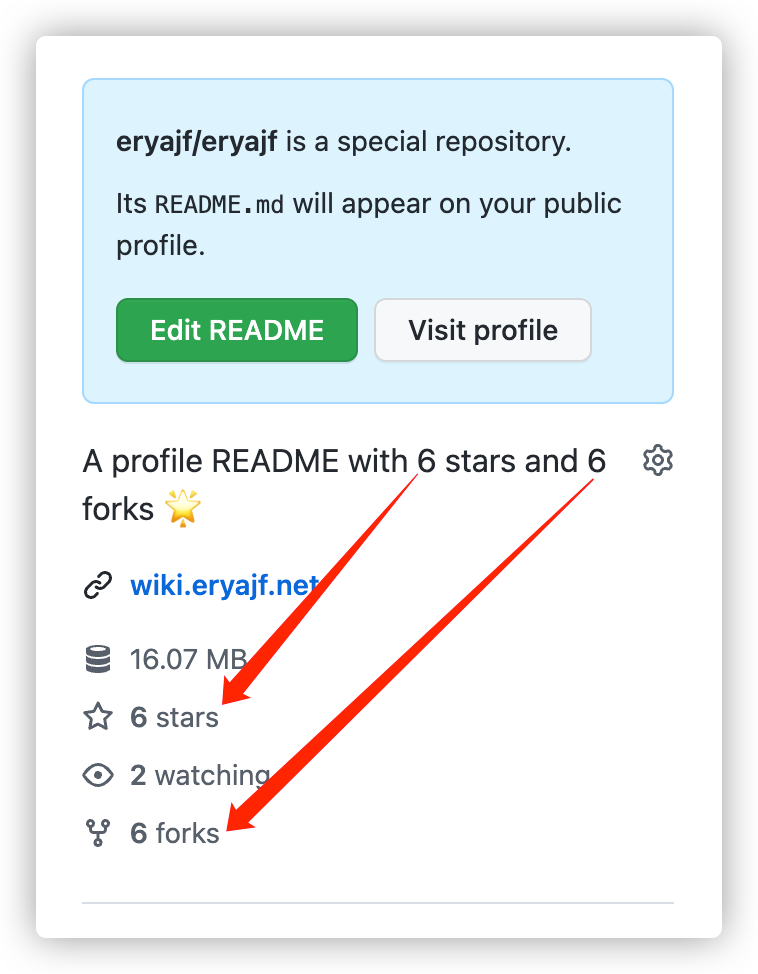 eryajf/eryajf is a special repository.
Its README.md will appear on your public
profile.
Edit README
Visit profile
A profile README with 6 stars and 6
forks 🌟
wiki.eryajf.net
16.07 MB
6 stars
2 watching
6 forks